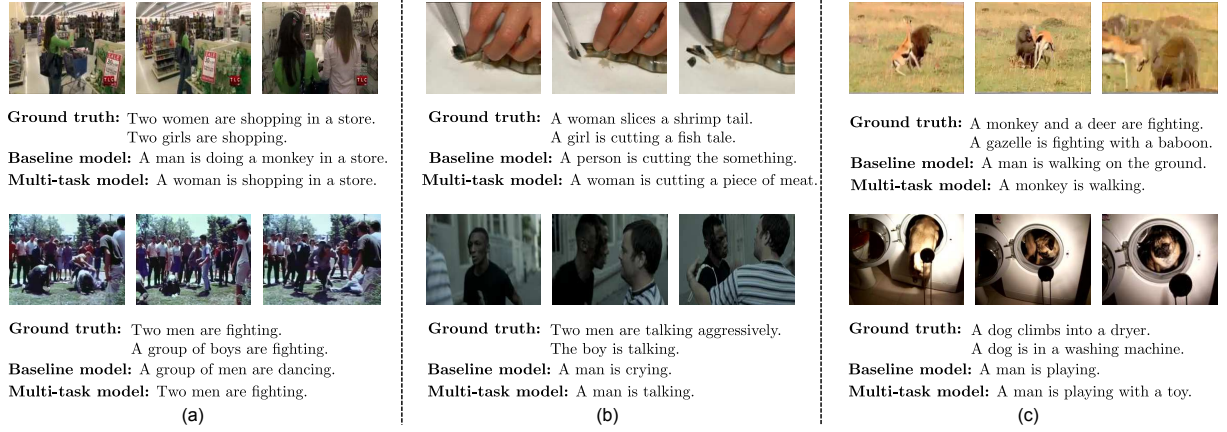 Ground truth: Two women are shopping in a store.
Two girls are shopping.
Baseline model: A man is doing a monkey in a store.
Multi-task model: A woman is shopping in a store.
Ground truth: Two men are fighting.
A group of boys are fighting.
Baseline model: A group of men are dancing.
Multi-task model: Two men are fighting.
(a)
Ground truth: A woman slices a shrimp tail.
A girl is cutting a fish tale.
Baseline model: A person is cutting the something.
Multi-task model: A woman is cutting a piece of meat.
Ground truth: Two men are talking aggressively.
The boy is talking.
Baseline model: A man is crying.
Multi-task model: A man is talking.
(b)
Ground truth: A monkey and a deer are fighting.
A gazelle is fighting with a baboon.
Baseline model: A man is walking on the ground.
Multi-task model: A monkey is walking.
Ground truth: A dog climbs into a dryer.
A dog is in a washing machine.
Baseline model: A man is playing.
Multi-task model: A man is playing with a toy.
(c)
TLC
TLC
TLC